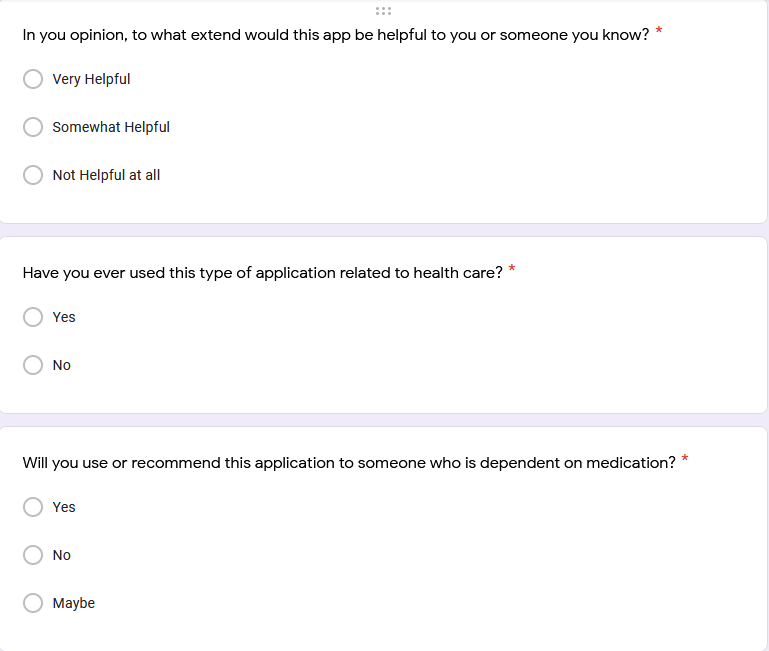 In you opinion, to what extend would this app be helpful to you or someone you know? *
Very Helpful
Somewhat Helpful
Not Helpful at all
Have you ever used this type of application related to health care? *
Yes
No
Will you use or recommend this application to someone who is dependent on medication? *
Yes
No
Maybe